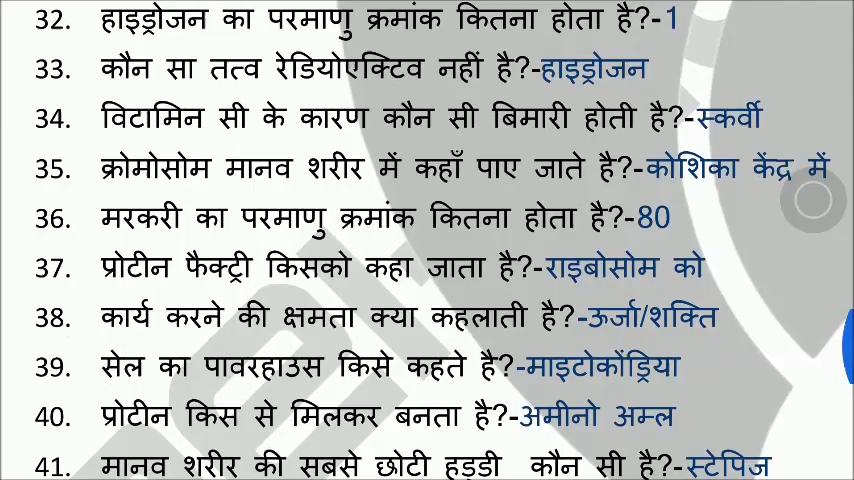 32. हाइड्रोजन का परमाणु क्रमांक कितना होता है?-1
33. कौन सा तत्व रेडियोएक्टिव नहीं है?-हाइड्रोजन
34. विटामिन सी के कारण कौन सी बिमारी होती है?-स्कर्वी
35. क्रोमोसोम मानव शरीर में कहाँ पाए जाते है?-कोशिका केंद्र में
36. मरकरी का परमाणु क्रमांक कितना होता है?-80
37. प्रोटीन फैक्ट्री किसको कहा जाता है?-राइबोसोम को
38. कार्य करने की क्षमता क्या कहलाती है?-ऊर्जा/शक्ति
39. सेल का पावरहाउस किसे कहते है?-माइटोकोंड्रिया
40. प्रोटीन किस से मिलकर बनता है?-अमीनो अम्ल
41. मानव शरीर की सबसे छोटी हड्डी कौन सी है?-स्टेपिज